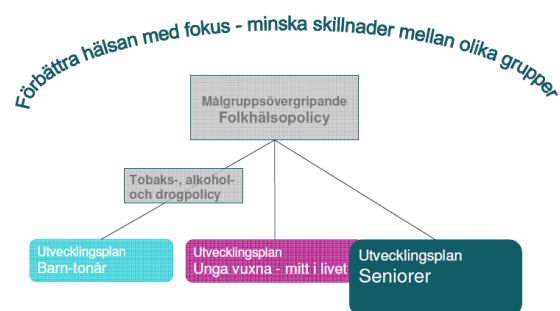 Förbättra hälsan med fokus - minska skillnader mellan olika grupper
Målgruppsövergripande
Folkhälsopolicy
Tobaks-, alkohol-
och drogpolicy
Utvecklingsplan
Barn-tonår
Utvecklingsplan
Unga vuxna - mitt i livet
Utvecklingsplan
Seniorer